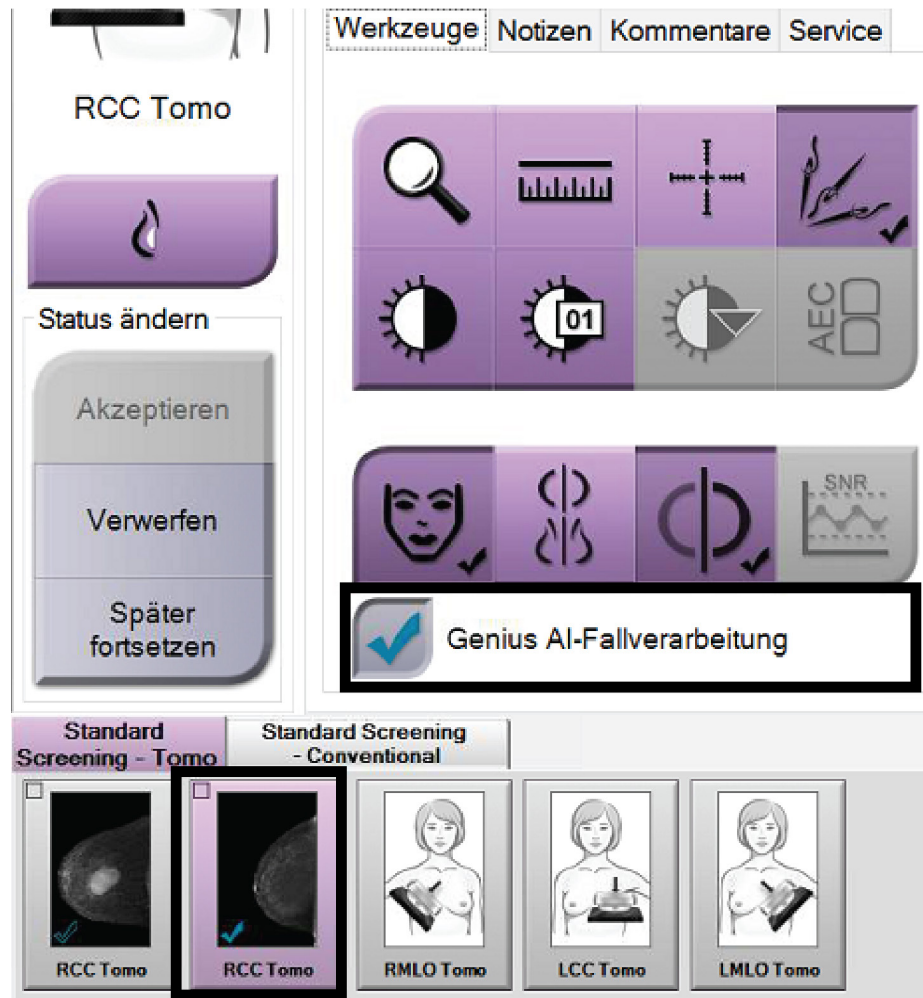 RCC Tomo
Status ändern
Akzeptieren
Verwerfen
Später
fortsetzen
Werkzeuge Notizen Kommentare Service
01
AEC
SNR
Genius AI-Fallverarbeitung
Standard
Screening - Tomo
Standard Screening
- Conventional
RCC Tomo
RCC Tomo
RMLO Tomo
LCC Tomo
LMLO Tomo